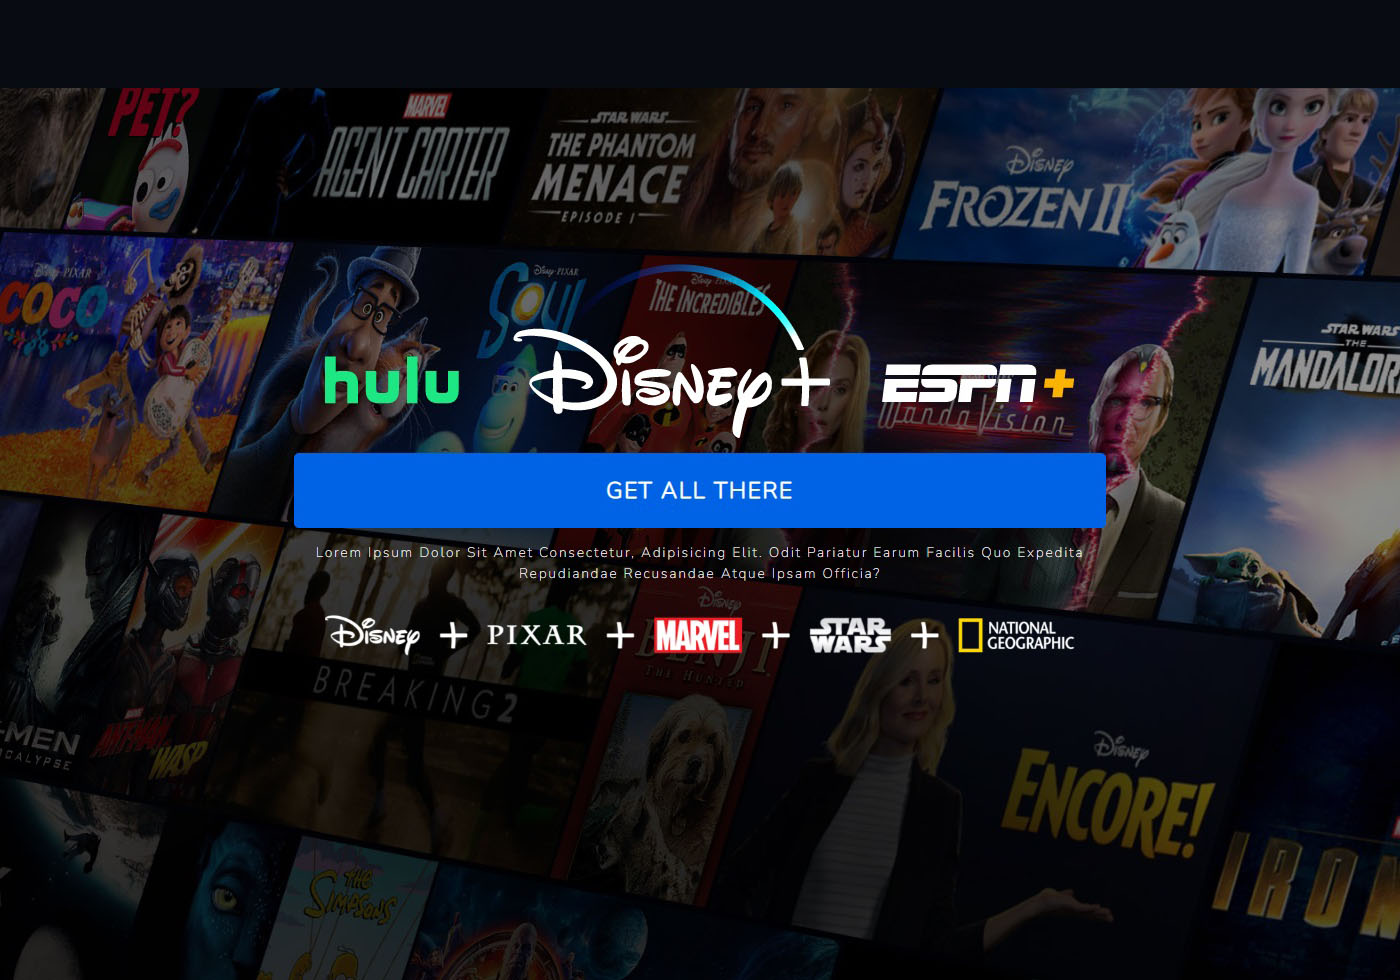 PET?
MARVEL
AGENT CARTER
STAR WARS
THE PHANTOM
MENACE
EPISODE I
Disney
FROZEN II
Disney·PIXAR
COCO
Disney·PIXAR
SOUL
THE INCREDIBLES
STAR WARS
THE
hulu
Disney+
ESPN+
WandaVision
GET ALL THERE
Lorem Ipsum Dolor Sit Amet Consectetur, Adipisicing Elit. Odit Pariatur Earum Facilis Quo Expedita
Repudiandae Recusandae Atque Ipsam Officia?
Disney + PIXAR + MARVEL + STAR WARS + NATIONAL GEOGRAPHIC
Disney
THE HUNTED
BREAKING2
-MEN
MARVEL
ANT-MAN
WASP
Disney
ENCORE!
IRON
THE
SIMPSONS